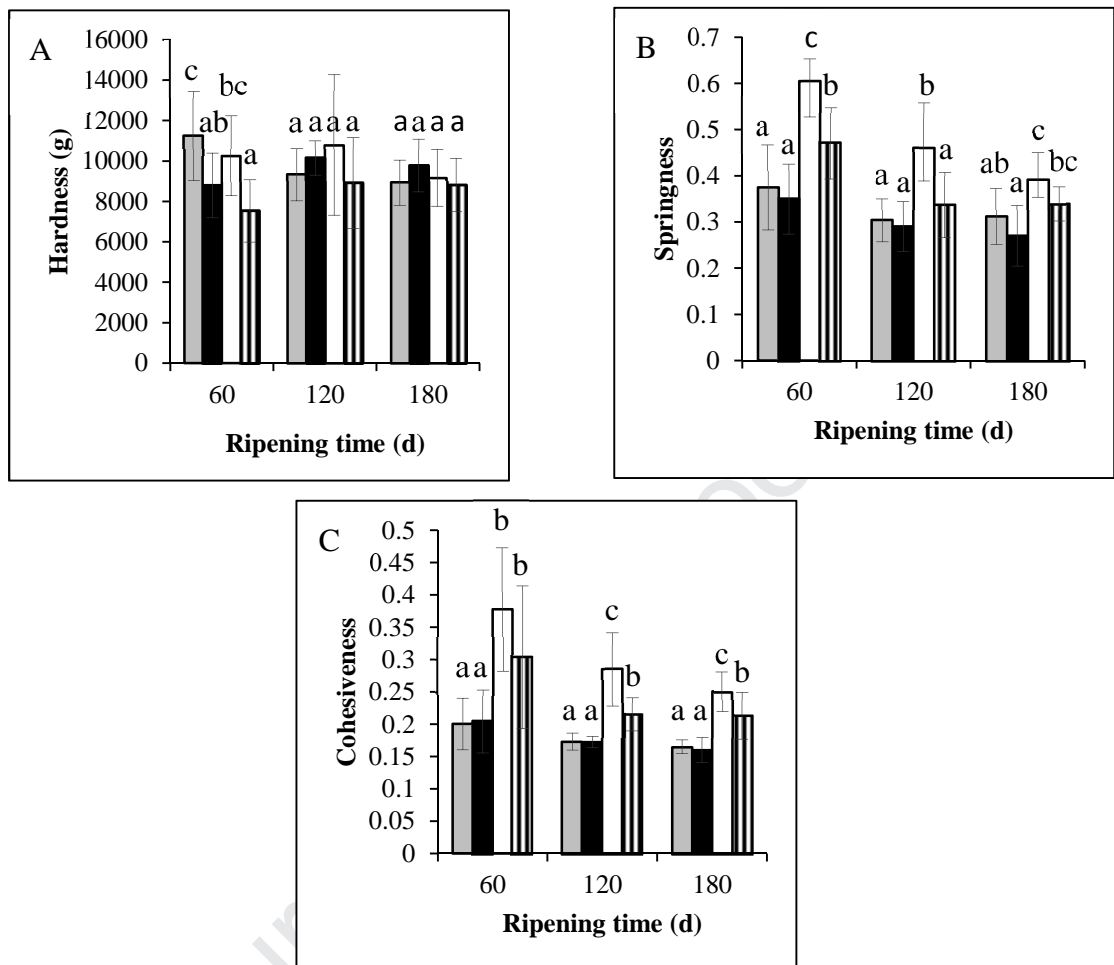 A
Hardness (g)
16000
14000
12000
10000
8000
6000
4000
2000
0
c
ab
bc
a
a a a a
a a a a
60 120 180
Ripening time (d)
B
Springness
0.7
0.6
0.5
0.4
0.3
0.2
0.1
0
a
a
c
b
a
a
b
a
ab
a
c
bc
60 120 180
Ripening time (d)
C
Cohesiveness
0.5
0.45
0.4
0.35
0.3
0.25
0.2
0.15
0.1
0.05
0
a a
b
b
a a
c
b
a a
c
b
60 120 180
Ripening time (d)